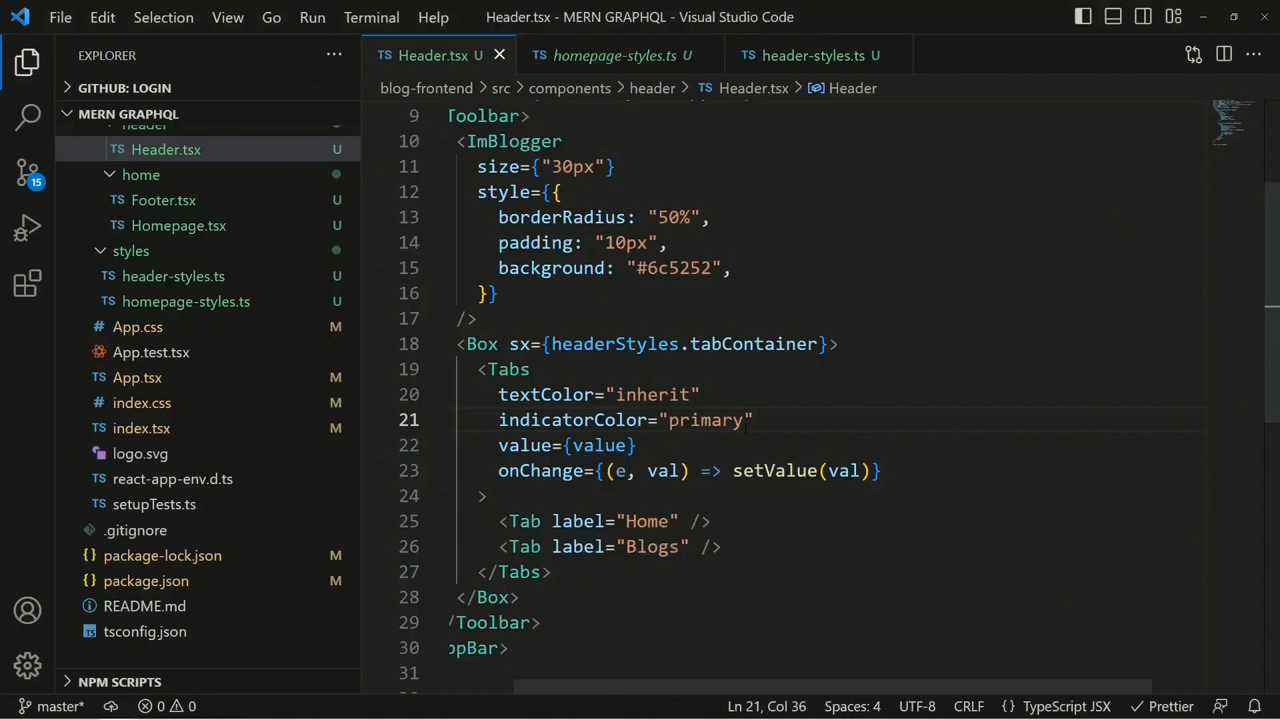 File Edit Selection View Go Run Terminal Help Header.tsx - MERN GRAPHQL - Visual Studio Code
EXPLORER
GITHUB: LOGIN
MERN GRAPHQL
header
TS Header.tsx U
home
TS Footer.tsx U
TS Homepage.tsx U
styles
TS header-styles.ts U
TS homepage-styles.ts U
# App.css M
App.test.tsx
TS App.tsx M
# index.css M
TS index.tsx M
logo.svg
TS react-app-env.d.ts
TS setupTests.ts
.gitignore
{} package-lock.json M
{} package.json M
README.md
TS tsconfig.json
NPM SCRIPTS
15
TS Header.tsx U TS homepage-styles.ts U TS header-styles.ts U
blog-frontend > src > components > header > TS Header.tsx > Header
9 Toolbar>
10 <ImBlogger
11 size={"30px"}
12 style={{
13 borderRadius: "50%",
14 padding: "10px",
15 background: "#6c5252",
16 }}
17 />
18 <Box sx={headerStyles.tabContainer}>
19 <Tabs
20 textColor="inherit"
21 indicatorColor="primary"
22 value={value}
23 onChange={(e, val) => setValue(val)}
24 >
25 <Tab label="Home" />
26 <Tab label="Blogs" />
27 </Tabs>
28 </Box>
29 /Toolbar>
30 ppBar>
31
master* 0 0 Ln 21, Col 36 Spaces: 4 UTF-8 CRLF {} TypeScript JSX Prettier